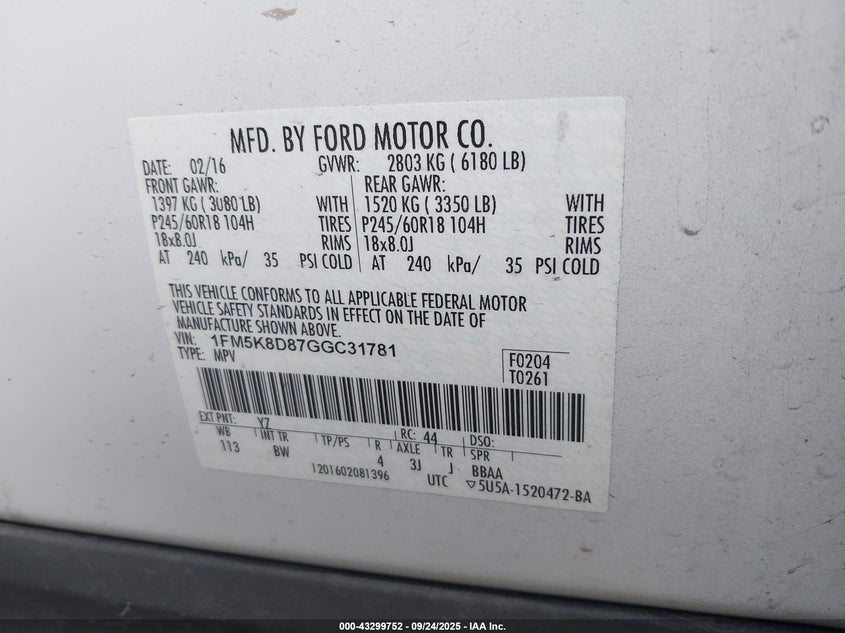 MFD. BY FORD MOTOR CO.
DATE: 02/16 GVWR: 2803 KG ( 6180 LB)
FRONT GAWR: REAR GAWR:
1397 KG ( 3080 LB) WITH 1520 KG ( 3350 LB) WITH
P245/60R18 104H TIRES P245/60R18 104H TIRES
18x8.0J RIMS 18x8.0J RIMS
AT 240 kPa/ 35 PSI COLD AT 240 kPa/ 35 PSI COLD
THIS VEHICLE CONFORMS TO ALL APPLICABLE FEDERAL MOTOR
VEHICLE SAFETY STANDARDS IN EFFECT ON THE DATE OF
MANUFACTURE SHOWN ABOVE.
VIN: 1FM5K8D87GGC31781
TYPE: MPV
F0204
T0261
EXT PNT: YZ RC: 44 DSO:
WB INT TR TP/PS R AXLE TR SPR
113 BW 4 3J J BBAA
1201602081396 UTC ▽5U5A-1520472-BA
000-43299752 - 09/24/2025 - IAA Inc.